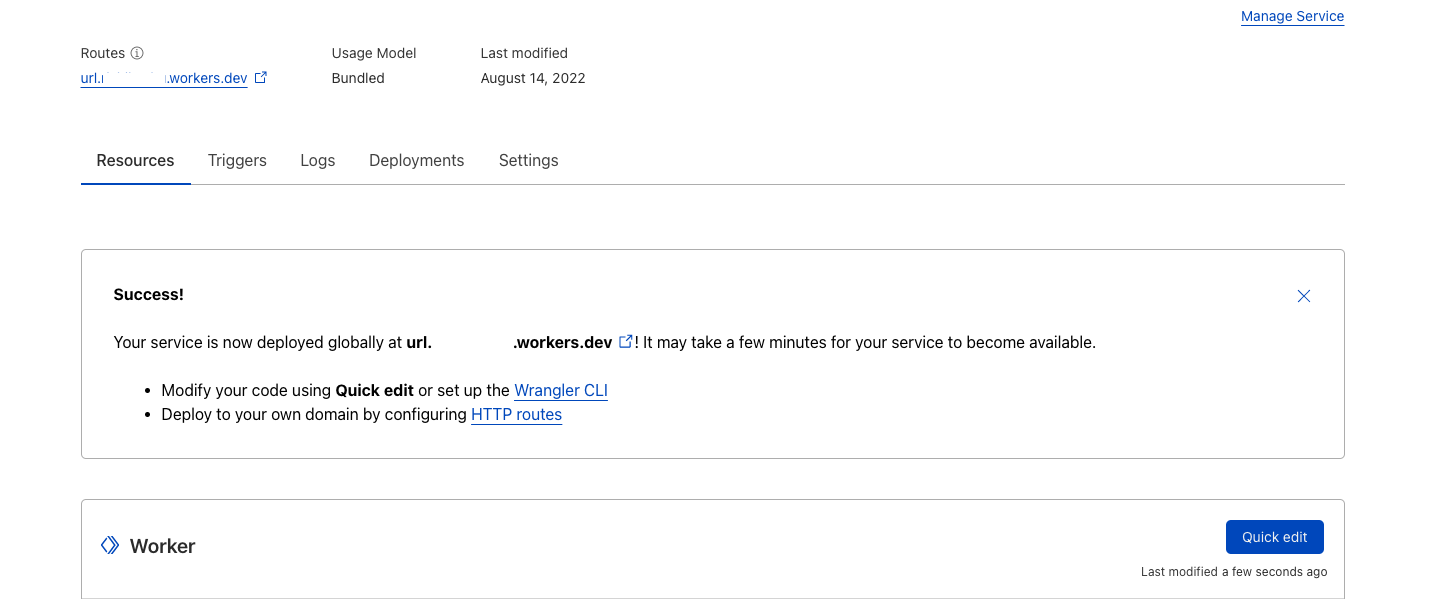 Manage Service
Routes
Usage Model
Last modified
url. .workers.dev
Bundled
August 14, 2022
Resources
Triggers
Logs
Deployments
Settings
Success!
Your service is now deployed globally at url. .workers.dev ! It may take a few minutes for your service to become available.
• Modify your code using Quick edit or set up the Wrangler CLI
• Deploy to your own domain by configuring HTTP routes
Worker
Quick edit
Last modified a few seconds ago